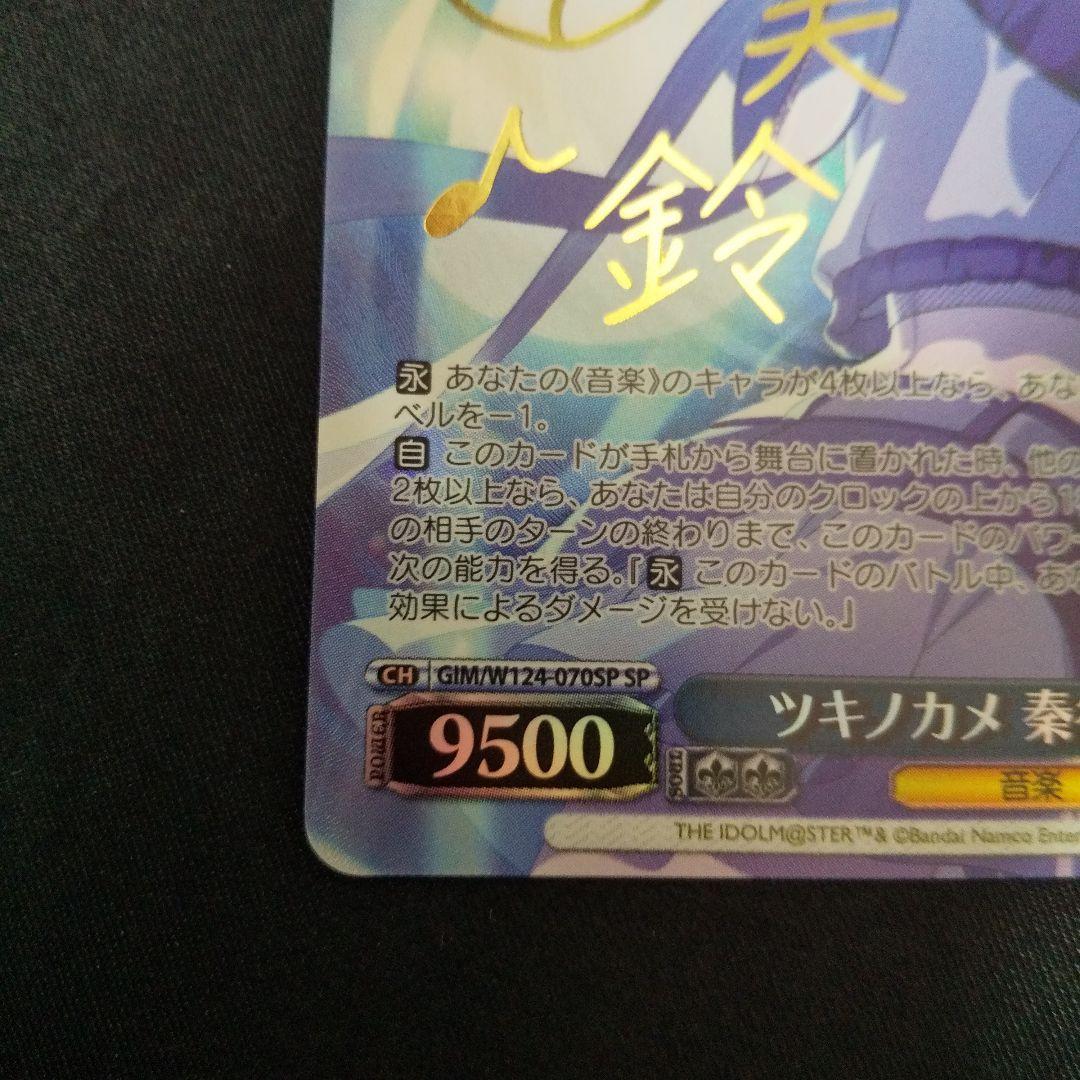 美
鈴
永 あなたの《音楽》のキャラが4枚以上なら、あな
ベルを－1。
自 このカードが手札から舞台に置かれた時、他の
2枚以上なら、あなたは自分のクロックの上から1
の相手のターンの終わりまで、このカードのパワー
次の能力を得る。「永 このカードのバトル中、あな
効果によるダメージを受けない。」
CH GIM/W124-070SP SP
ツキノカメ 秦
POWER 9500
SOUL
音楽
THE IDOLM@STER™& ©Bandai Namco Enter